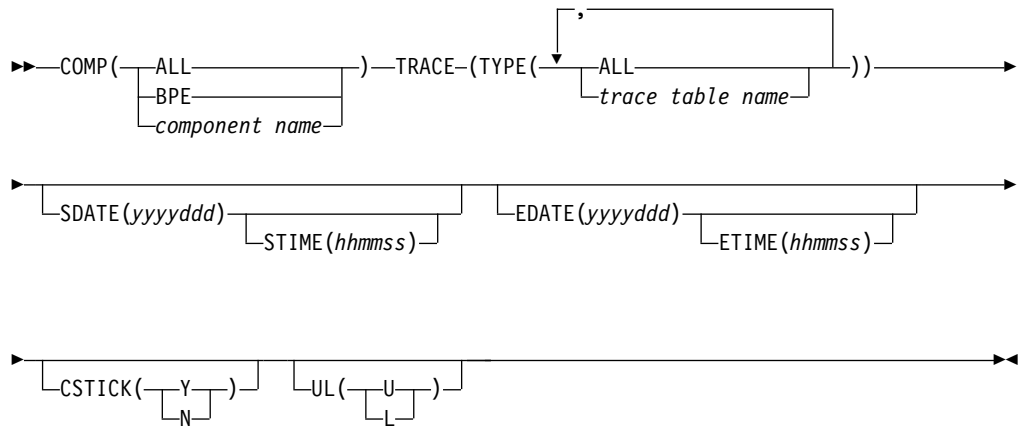 ,
COMP( ALL ) TRACE (TYPE( ALL ))
BPE trace table name
component name
SDATE(yyyyddd) EDATE(yyyyddd)
STIME(hhmmss) ETIME(hhmmss)
CSTICK( Y ) UL( U )
N L